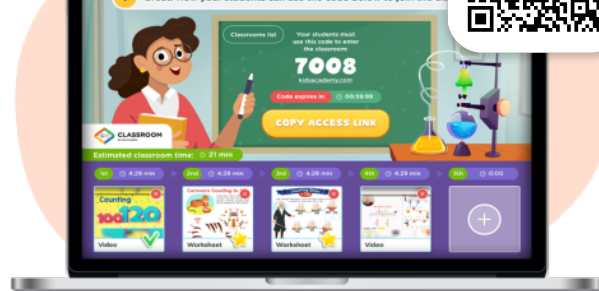 Classrooms list
Your students must
use this code to enter
the classroom
7008
kidsacademy.com
Code expires in: 00:59:99
COPY ACCESS LINK
CLASSROOM
Estimated classroom time: 21 min
1st 4:29 min
2nd 4:29 min
3rd 4:29 min
4th 4:29 min
5th 0:00
Counting
100 120
Video
Worksheet
Worksheet
Video